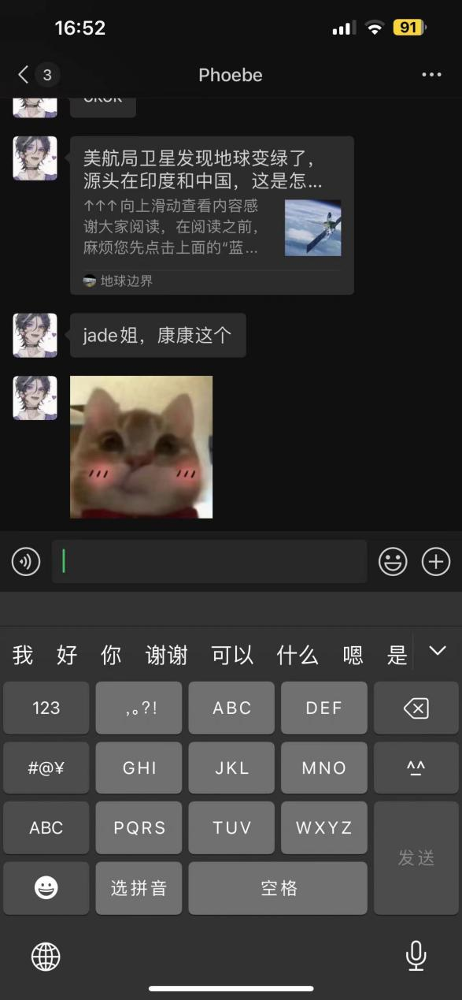 16:52
91
3
Phoebe
okok
美航局卫星发现地球变绿了，
源头在印度和中国，这是怎...
↑↑↑向上滑动查看内容感
谢大家阅读，在阅读之前，
麻烦您先点击上面的“蓝...
地球边界
jade姐，康康这个
我 好 你 谢谢 可以 什么 嗯 是
123 ,。?! ABC DEF
#@¥ GHI JKL MNO ^^
ABC PQRS TUV WXYZ
发送
选拼音 空格